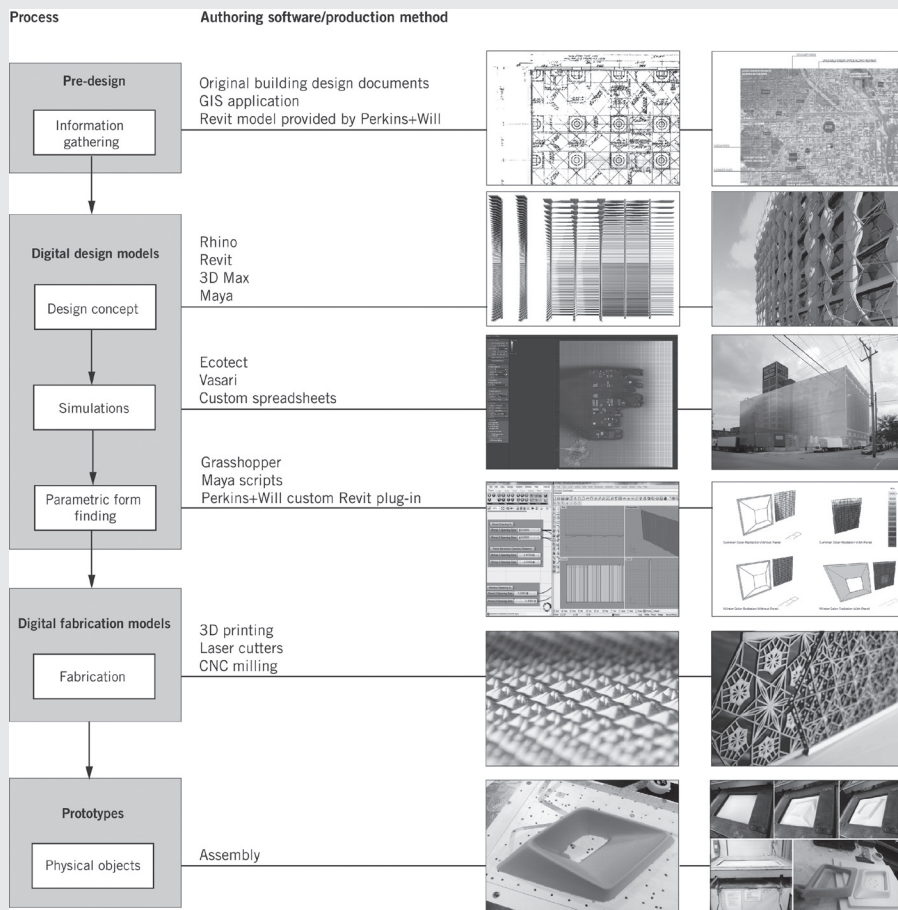 Process
Authoring software/production method
Pre-design
Information
gathering
Original building design documents
GIS application
Revit model provided by Perkins+Will
Digital design models
Design concept
Rhino
Revit
3D Max
Maya
Simulations
Ecotect
Vasari
Custom spreadsheets
Parametric form
finding
Grasshopper
Maya scripts
Perkins+Will custom Revit plug-in
Digital fabrication models
Fabrication
3D printing
Laser cutters
CNC milling
Prototypes
Physical objects
Assembly